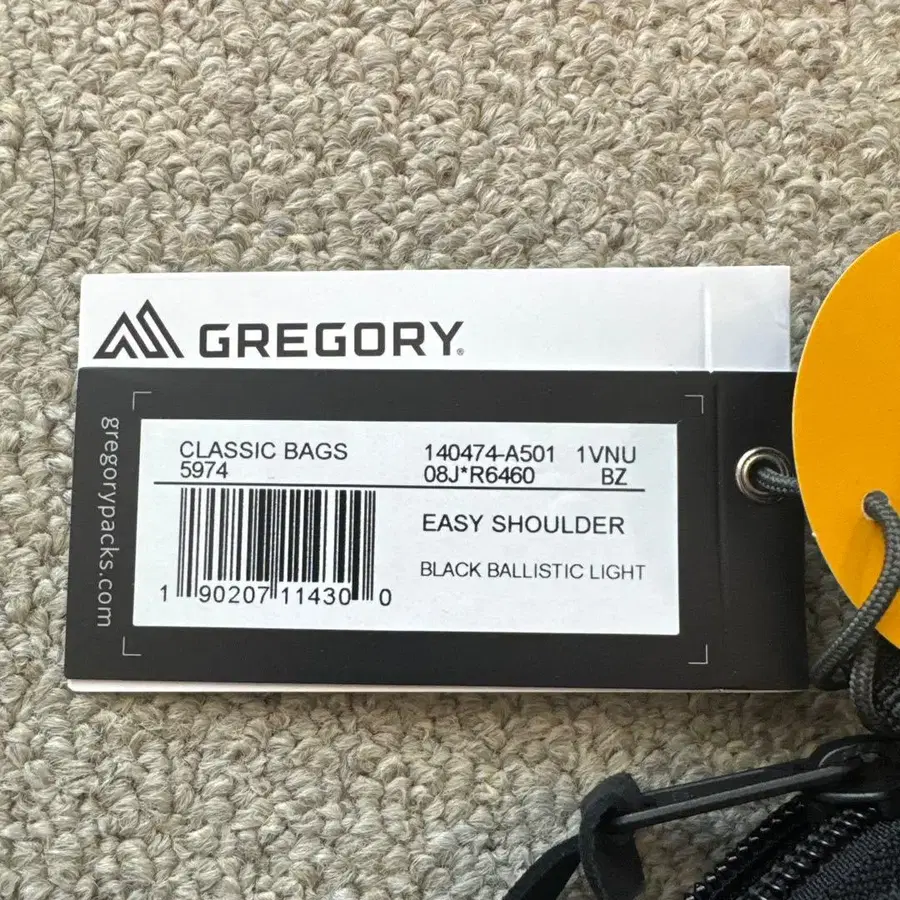 GREGORY®
gregorypacks.com
CLASSIC BAGS 140474-A501 1VNU
5974 08J*R6460 BZ
EASY SHOULDER
BLACK BALLISTIC LIGHT
1 90207 11430 0